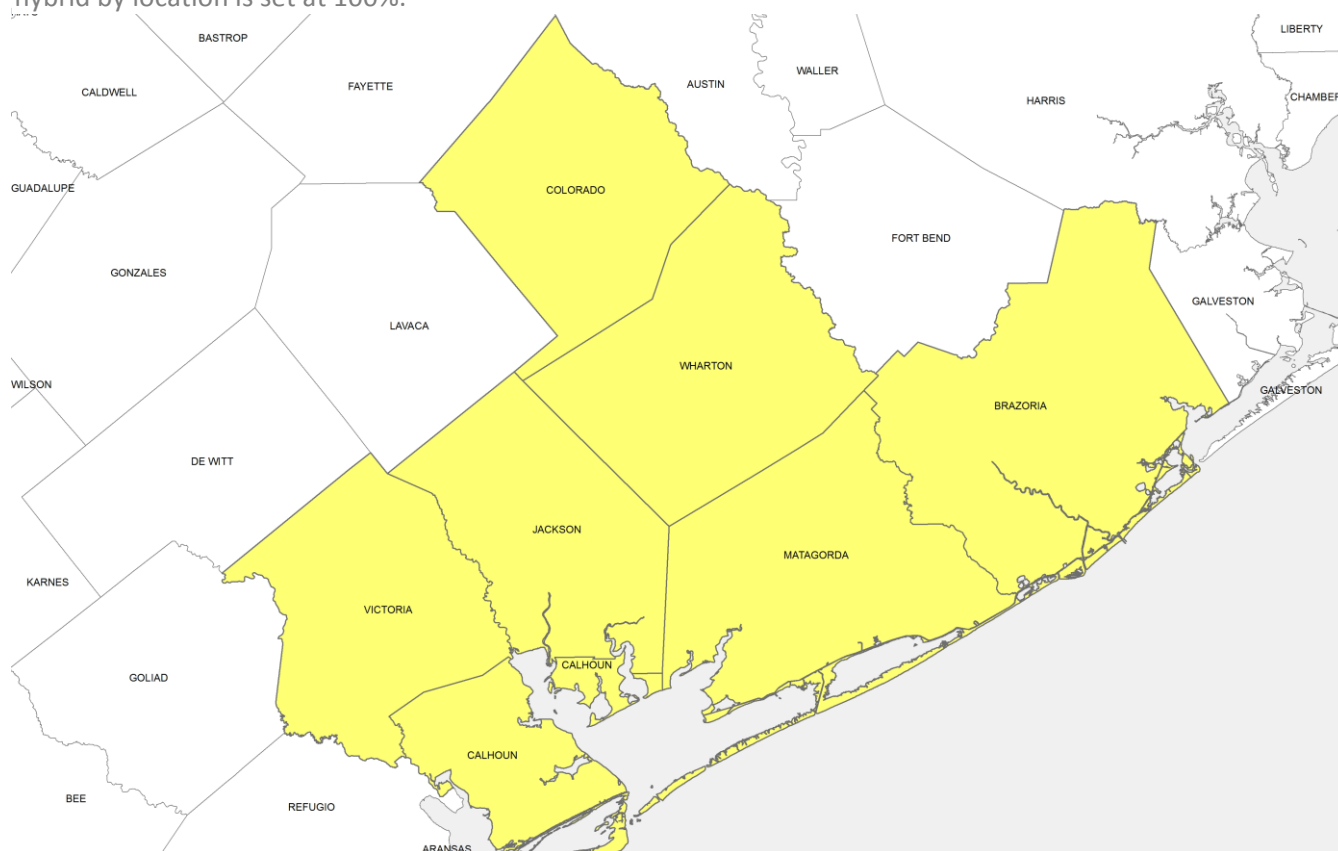 hybrid by location is set at 100%.
BASTROP
LIBERTY
FAYETTE
AUSTIN
WALLER
CALDWELL
HARRIS
CHAMBER
GUADALUPE
COLORADO
FORT BEND
GONZALES
GALVESTON
LAVACA
WHARTON
WILSON
GALVESTON
BRAZORIA
DE WITT
JACKSON
MATAGORDA
KARNES
VICTORIA
CALHOUN
GOLIAD
CALHOUN
BEE
REFUGIO
ARANSAS